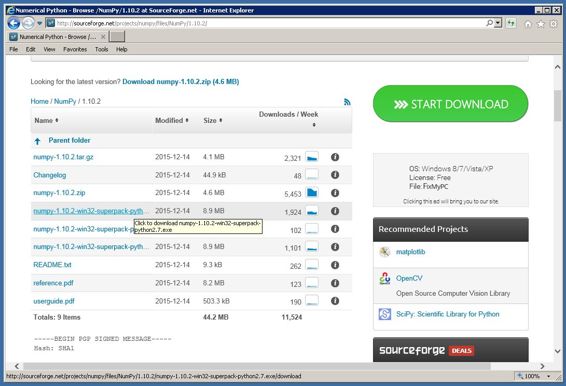 Numerical Python - Browse /NumPy/1.10.2 at SourceForge.net - Internet Explorer
http://sourceforge.net/projects/numpy/files/NumPy/1.10.2/
Numerical Python - Browse /...
File Edit View Favorites Tools Help
Looking for the latest version? Download numpy-1.10.2.zip (4.6 MB)
Home / NumPy / 1.10.2
Name Modified Size Downloads / Week
Parent folder
numpy-1.10.2.tar.gz 2015-12-14 4.1 MB 2,321
Changelog 2015-12-14 44.9 kB 48
numpy-1.10.2.zip 2015-12-14 4.6 MB 5,453
numpy-1.10.2-win32-superpack-pyth... 2015-12-14 8.9 MB 1,924
Click to download numpy-1.10.2-win32-superpack-
python2.7.exe
numpy-1.10.2-win32-superpack-p 102
numpy-1.10.2-win32-superpack-pyth... 2015-12-14 8.9 MB 1,101
README.txt 2015-12-14 9.3 kB 262
reference.pdf 2015-12-14 8.2 MB 123
userguide.pdf 2015-12-14 503.3 kB 190
Totals: 9 Items 44.2 MB 11,524
-----BEGIN PGP SIGNED MESSAGE-----
Hash: SHA1
START DOWNLOAD
OS: Windows 8/7/Vista/XP
License: Free
File: FixMyPC
Clicking this ad will bring you to our site.
Recommended Projects
matplotlib
OpenCV
Open Source Computer Vision Library
SciPy: Scientific Library for Python
sourceforge DEALS
http://sourceforge.net/projects/numpy/files/NumPy/1.10.2/numpy-1.10.2-win32-superpack-python2.7.exe/download
100%